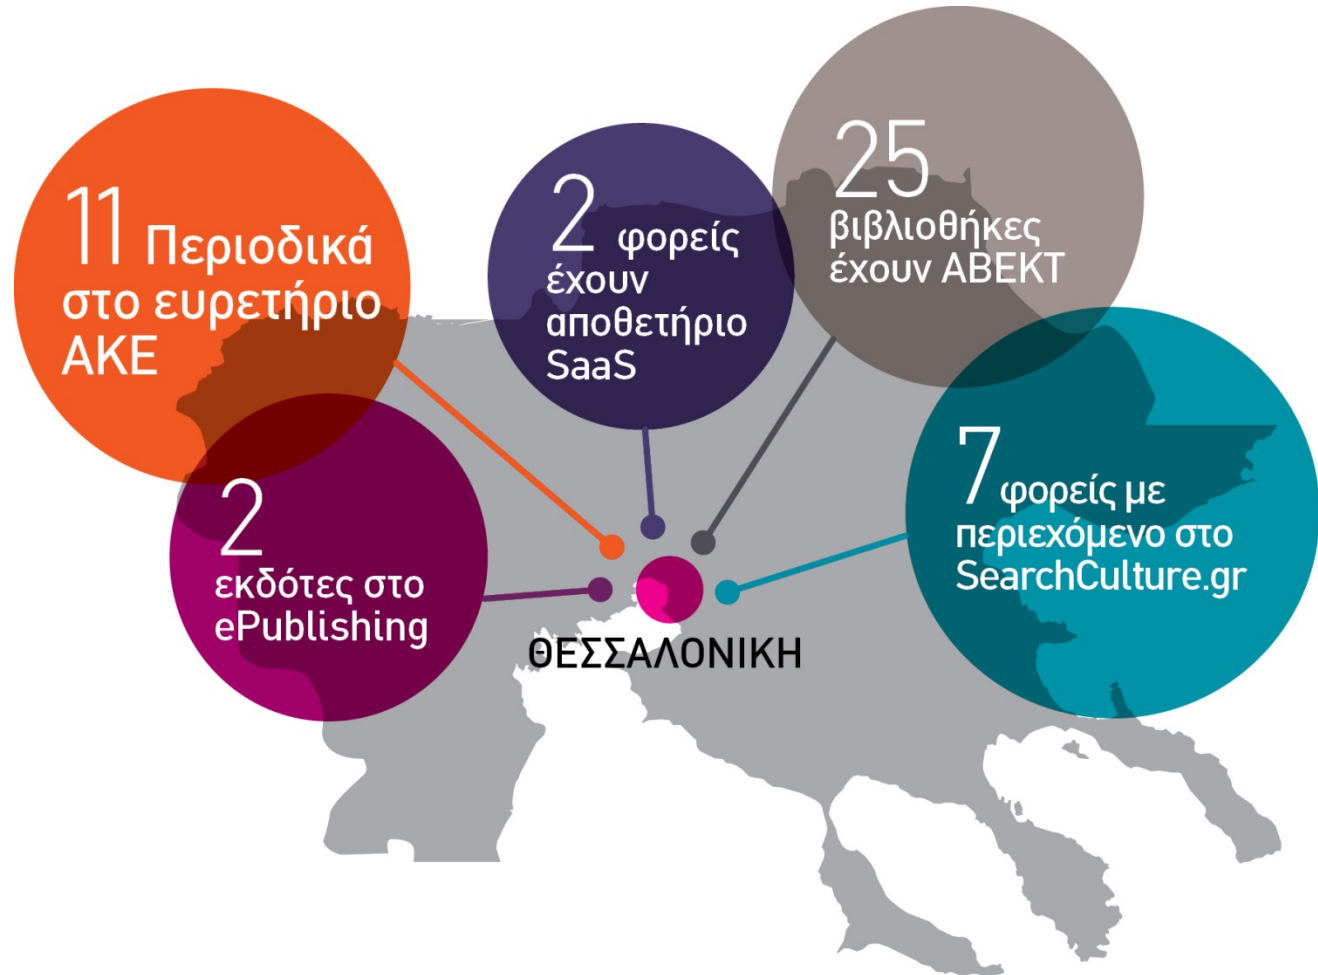 11 Περιοδικά
στο ευρετήριο
ΑΚΕ
2 φορείς
έχουν
αποθετήριο
SaaS
25
βιβλιοθήκες
έχουν ΑΒΕΚΤ
2
εκδότες στο
ePublishing
7 φορείς με
περιεχόμενο στο
SearchCulture.gr
ΘΕΣΣΑΛΟΝΙΚΗ